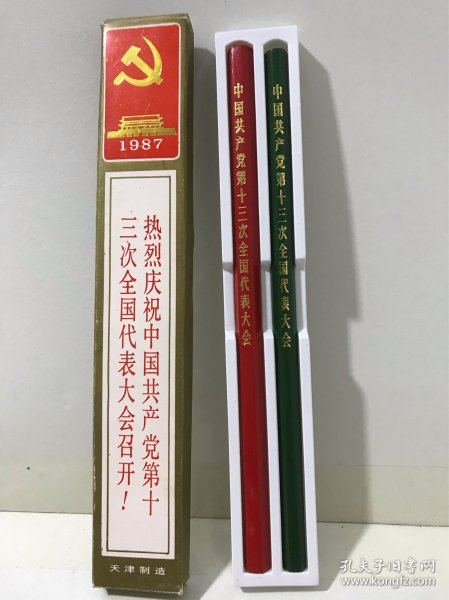 1987
热烈庆祝中国共产党第十
三次全国代表大会召开！
天津制造
中国共产党第十三次全国代表大会
中国共产党第十三次全国代表大会
孔夫子旧书网
www.kongfz.com